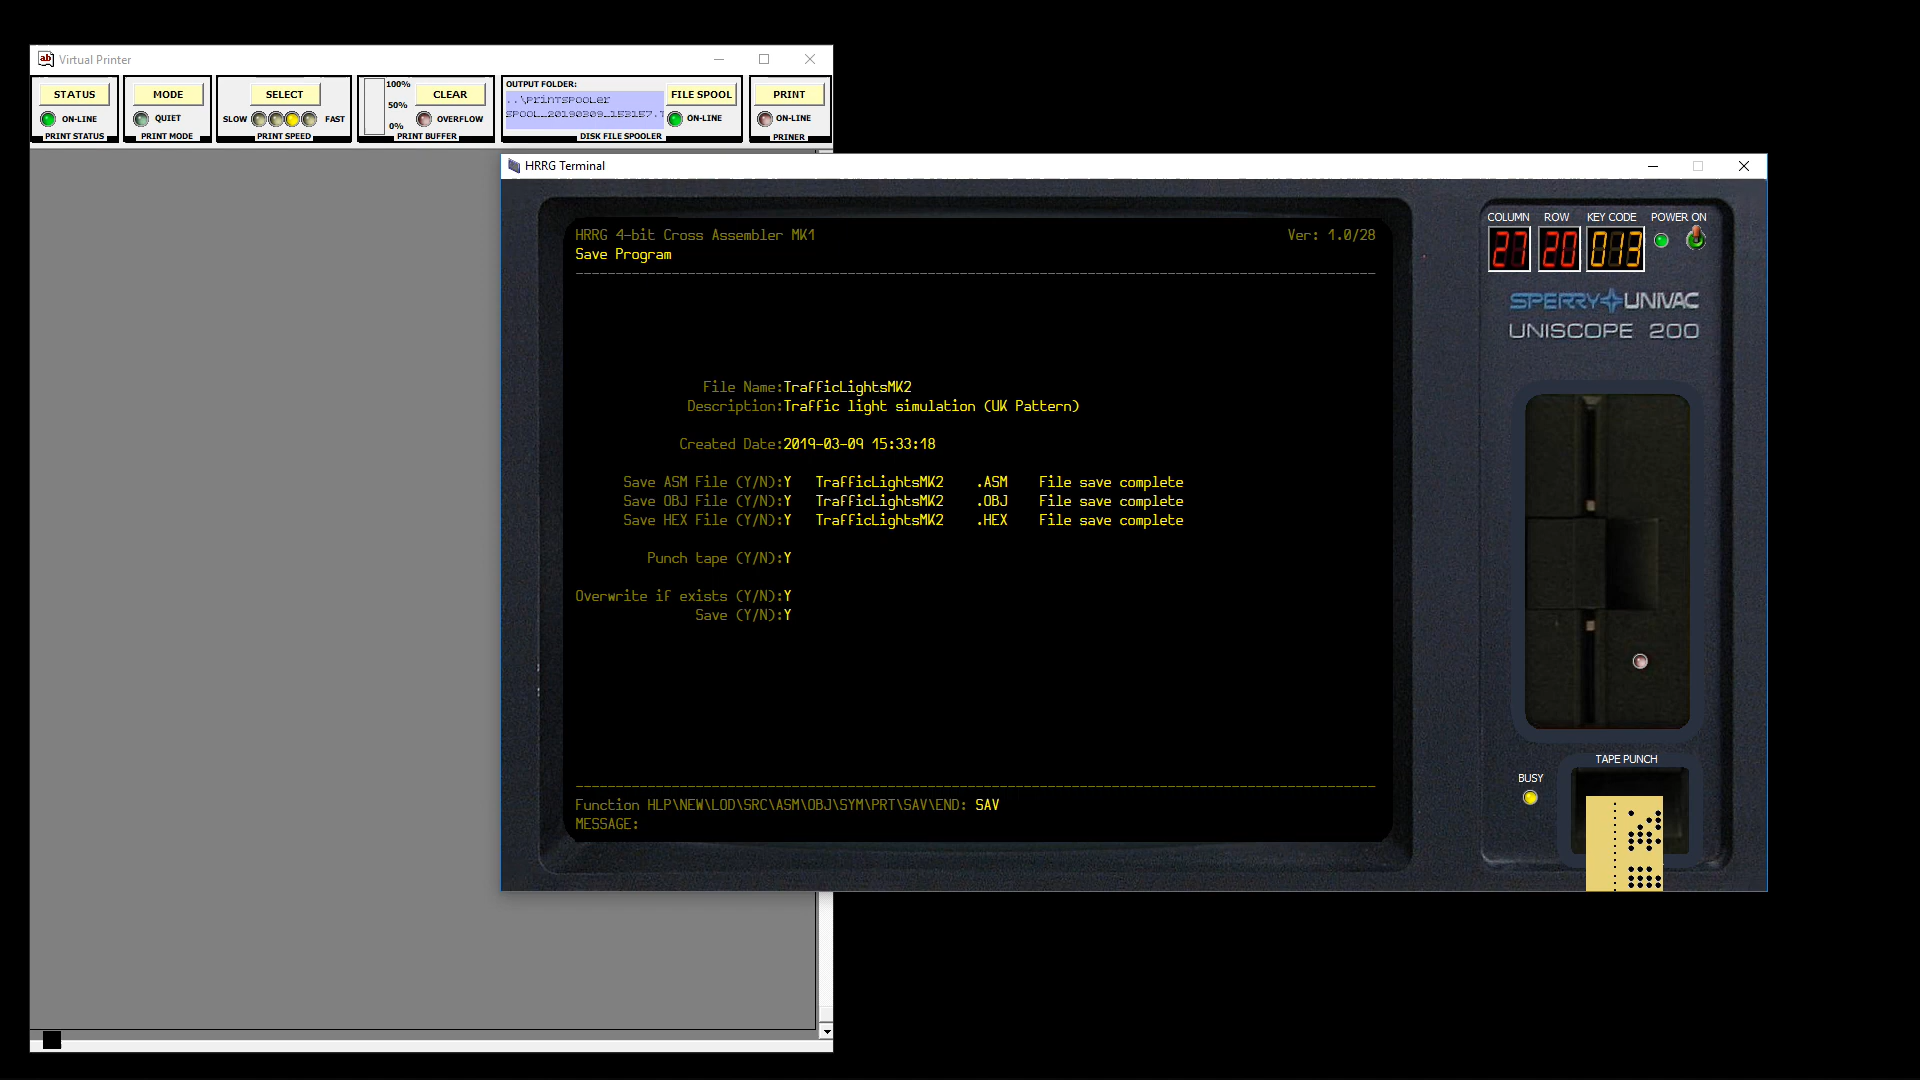 Virtual Printer
STATUS
ON-LINE
PRINT STATUS
MODE
QUIET
PRINT MODE
SELECT
SLOW
FAST
PRINT SPEED
100%
50%
0%
CLEAR
OVERFLOW
PRINT BUFFER
OUTPUT FOLDER:
..\PrintSpooler
SPOOL_20190309_153157.
FILE SPOOL
ON-LINE
DISK FILE SPOOLER
PRINT
ON-LINE
PRINER
HRRG Terminal
HRRG 4-bit Cross Assembler MK1 Ver: 1.0/28
Save Program
File Name:TrafficLightsMK2
Description:Traffic light simulation (UK Pattern)
Created Date:2019-03-09 15:33:18
Save ASM File (Y/N):Y TrafficLightsMK2 .ASM File save complete
Save OBJ File (Y/N):Y TrafficLightsMK2 .OBJ File save complete
Save HEX File (Y/N):Y TrafficLightsMK2 .HEX File save complete
Punch tape (Y/N):Y
Overwrite if exists (Y/N):Y
Save (Y/N):Y
Function HLP\NEW\LOD\SRC\ASM\OBJ\SYM\PRT\SAV\END: SAV
MESSAGE:
COLUMN ROW KEY CODE POWER ON
27 20 013
SPERRY UNIVAC
UNISCOPE 200
TAPE PUNCH
BUSY